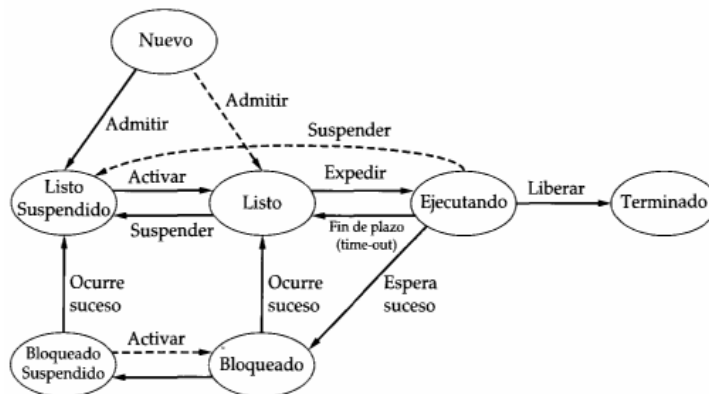 Nuevo
Admitir
Admitir
Suspender
Listo
Suspendido
Activar
Listo
Expedir
Ejecutando
Liberar
Terminado
Suspender
Fin de plazo
(time-out)
Ocurre
suceso
Ocurre
suceso
Espera
suceso
Bloqueado
Suspendido
Activar
Bloqueado